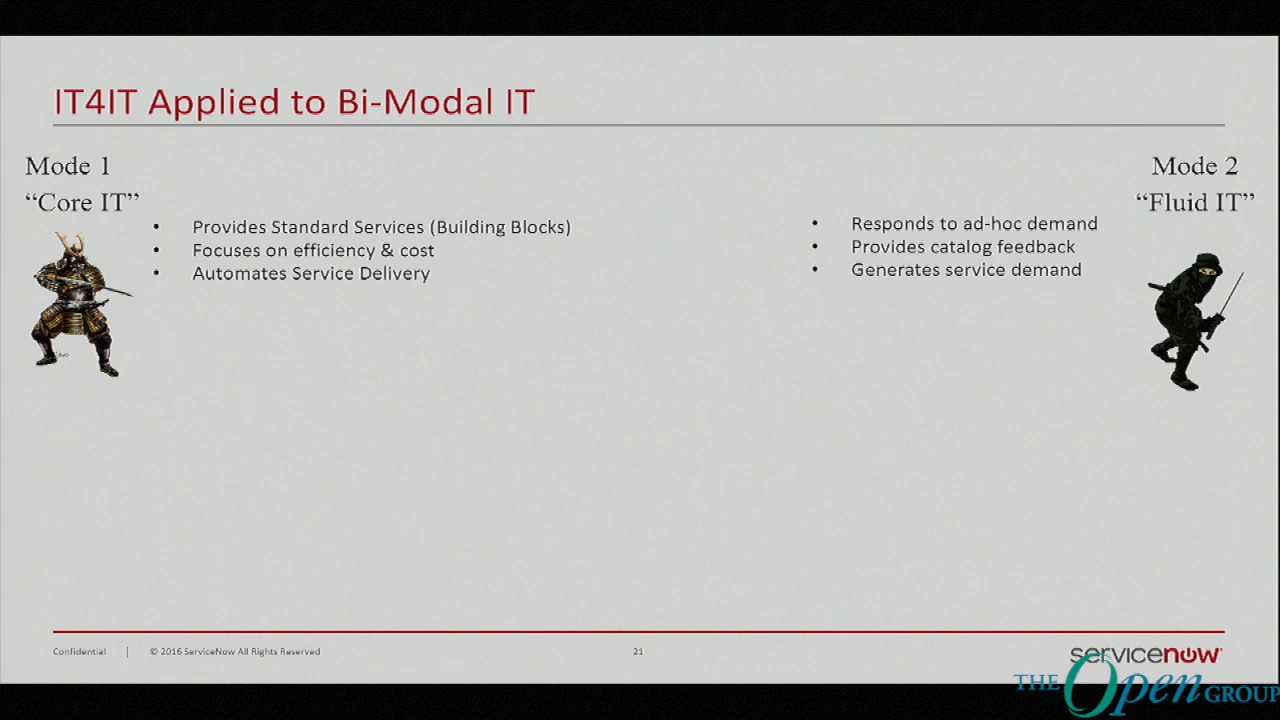 IT4IT Applied to Bi-Modal IT
Mode 1
“Core IT”
• Provides Standard Services (Building Blocks)
• Focuses on efficiency & cost
• Automates Service Delivery
Mode 2
“Fluid IT”
• Responds to ad-hoc demand
• Provides catalog feedback
• Generates service demand
Confidential | © 2016 ServiceNow All Rights Reserved
21
servicenow
THE Open GROUP